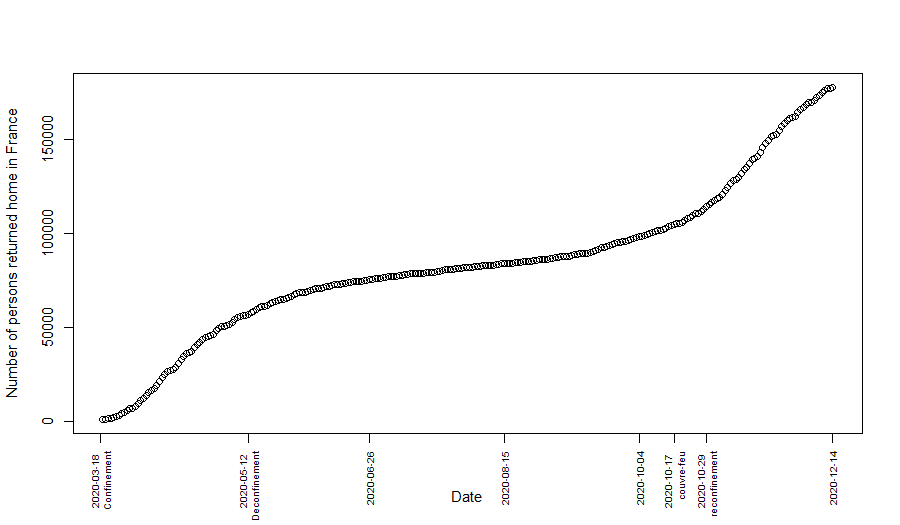 Number of persons returned home in France
150000
100000
50000
0
2020-03-18
Confinement
2020-05-12
Deconfinement
2020-06-26
2020-08-15
2020-10-04
2020-10-17
couvre-feu
2020-10-29
reconfinement
2020-12-14
Date